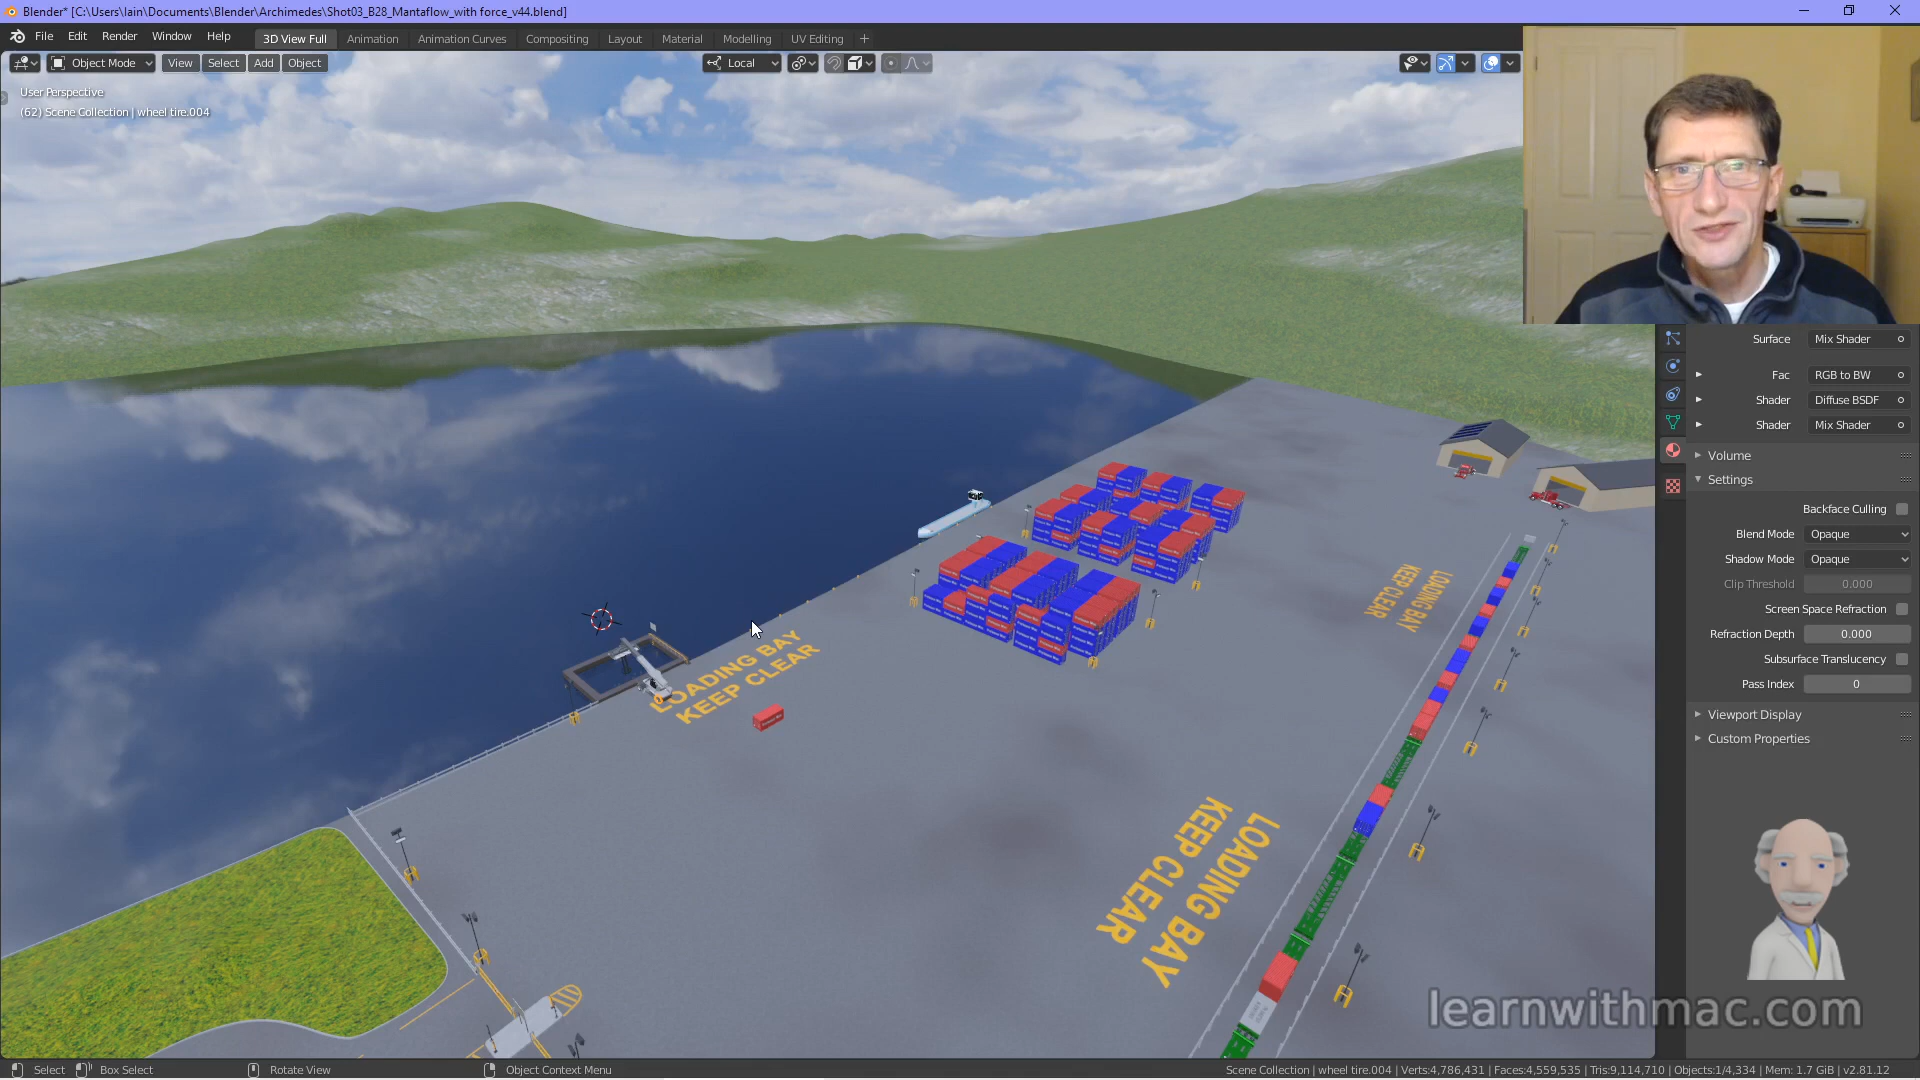 Blender* [C:\Users\Iain\Documents\Blender\Archimedes\Shot03_B28_Mantaflow_with force_v44.blend]
File Edit Render Window Help 3D View Full Animation Animation Curves Compositing Layout Material Modelling UV Editing +
Object Mode View Select Add Object Local
User Perspective
(62) Scene Collection | wheel tire.004
Surface Mix Shader
Fac RGB to BW
Shader Diffuse BSDF
Shader Mix Shader
Volume
Settings
Backface Culling
Blend Mode Opaque
Shadow Mode Opaque
Clip Threshold 0.000
Screen Space Refraction
Refraction Depth 0.000
Subsurface Translucency
Pass Index 0
Viewport Display
Custom Properties
LOADING BAY
KEEP CLEAR
LOADING BAY
KEEP CLEAR
LOADING BAY
KEEP CLEAR
learnwithmac.com
Select Box Select Rotate View Object Context Menu
Scene Collection | wheel tire.004 | Verts:4,786,431 | Faces:4,559,535 | Tris:9,114,710 | Objects:1/4,334 | Mem: 1.7 GiB | v2.81.12